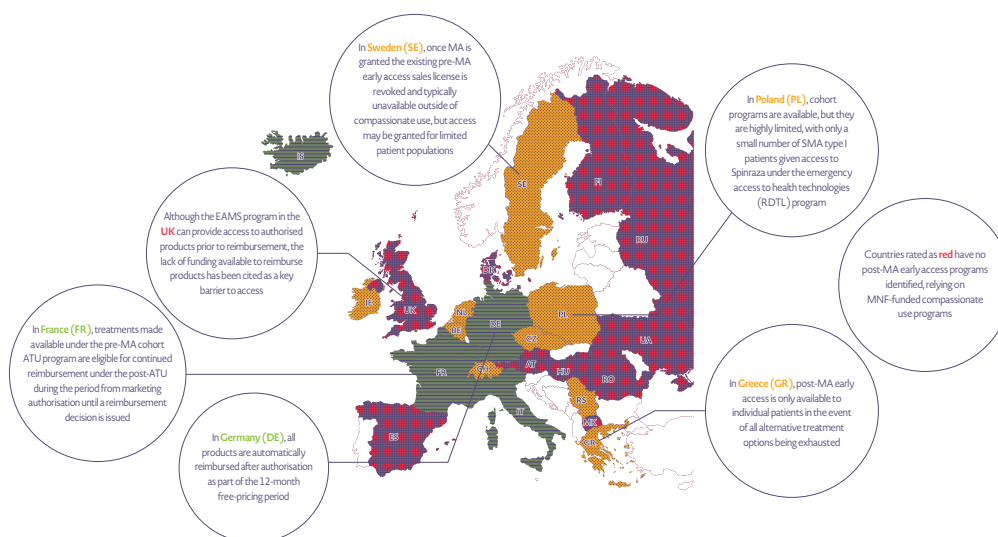 In Sweden (SE), once MA is
granted the existing pre-MA
early access sales license is
revoked and typically
unavailable outside of
compassionate use, but access
may be granted for limited
patient populations
In Poland (PL), cohort
programs are available, but they
are highly limited, with only a
small number of SMA type I
patients given access to
Spinraza under the emergency
access to health technologies
(RDTL) program
Although the EAMS program in the
UK can provide access to authorised
products prior to reimbursement, the
lack of funding available to reimburse
products has been cited as a key
barrier to access
Countries rated as red have no
post-MA early access programs
identified, relying on
MNF-funded compassionate
use programs
In France (FR), treatments made
available under the pre-MA cohort
ATU program are eligible for continued
reimbursement under the post-ATU
during the period from marketing
authorisation until a reimbursement
decision is issued
In Greece (GR), post-MA early
access is only available to
individual patients in the event
of all alternative treatment
options being exhausted
In Germany (DE), all
products are automatically
reimbursed after authorisation
as part of the 12-month
free-pricing period
IS
SE
FI
RU
DK
IE
UK
NL
BE
DE
PL
CZ
UA
FR
CH
AT
HU
RO
IT
RS
MK
GR
ES